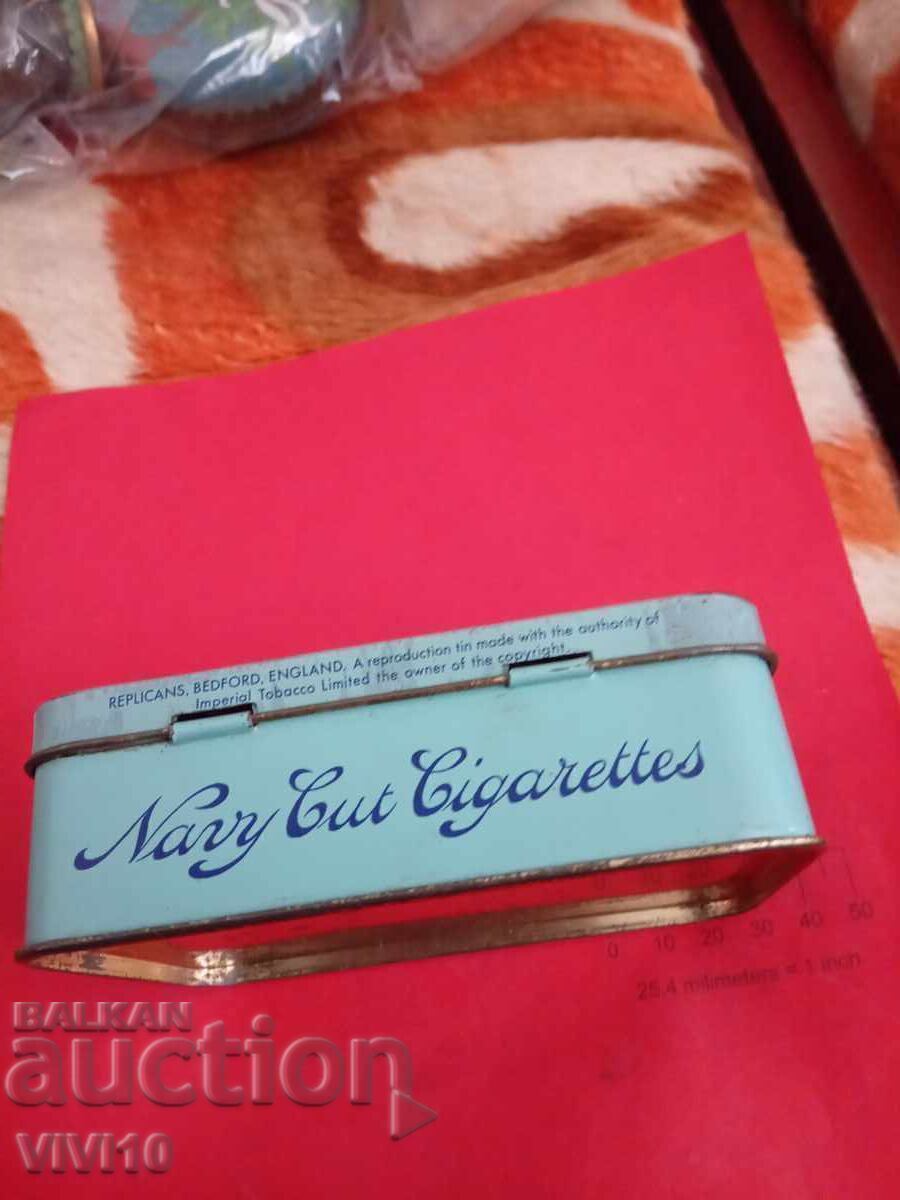 REPLICANS, BEDFORD, ENGLAND. A reproduction tin made with the authority of
Imperial Tobacco Limited the owner of the copyright.
Navy Cut Cigarettes
0 10 20 30 40 50
25,4 milimeters = 1 inch
BALKAN
auction
VIVI10